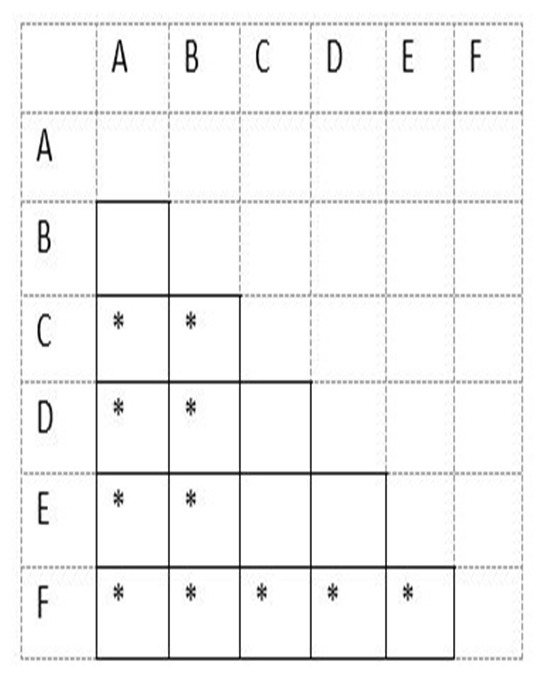 A B C D E F
A
B
C * *
D * *
E * *
F * * * * *